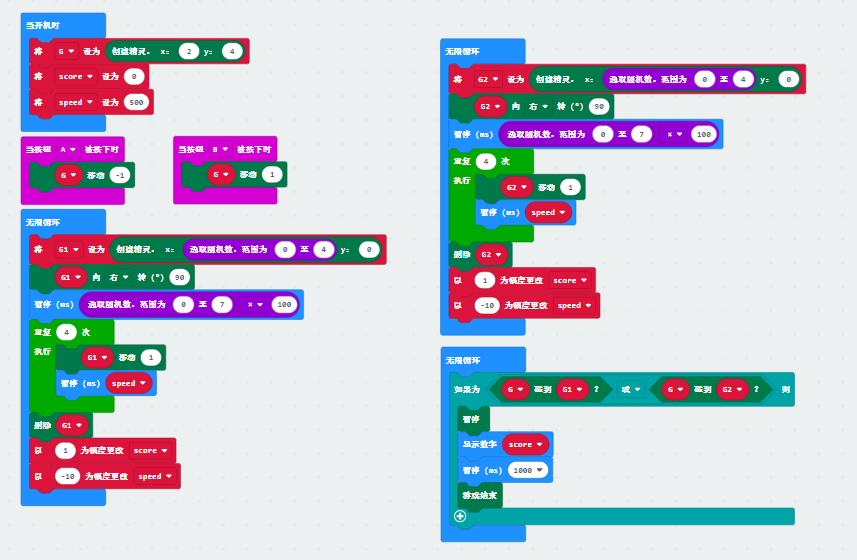 当开机时
将 G 设为 创建精灵。 x: 2 y: 4
将 score 设为 0
将 speed 设为 500
当按钮 A 被按下时
G 移动 -1
当按钮 B 被按下时
G 移动 1
无限循环
将 G1 设为 创建精灵。 x: 选取随机数，范围为 0 至 4 y: 0
G1 向 右 转 (°) 90
暂停 (ms) 选取随机数，范围为 0 至 7 × 100
重复 4 次
执行
G1 移动 1
暂停 (ms) speed
删除 G1
以 1 为幅度更改 score
以 -10 为幅度更改 speed
无限循环
将 G2 设为 创建精灵。 x: 选取随机数，范围为 0 至 4 y: 0
G2 向 右 转 (°) 90
暂停 (ms) 选取随机数，范围为 0 至 7 × 100
重复 4 次
执行
G2 移动 1
暂停 (ms) speed
删除 G2
以 1 为幅度更改 score
以 -10 为幅度更改 speed
无限循环
如果为 G 碰到 G1 ? 或 G 碰到 G2 ? 则
暂停
显示数字 score
暂停 (ms) 1000
游戏结束